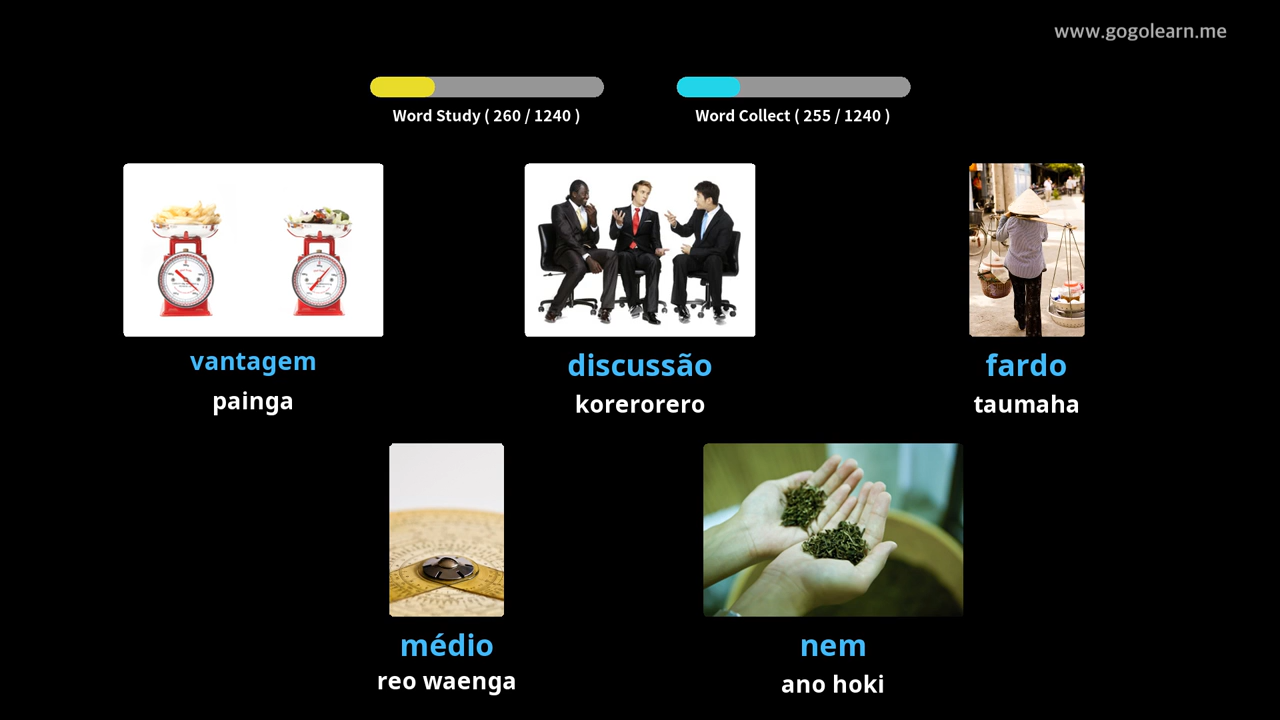 www.gogolearn.me
Word Study ( 260 / 1240 )
Word Collect ( 255 / 1240 )
vantagem
painga
discussão
korerorero
fardo
taumaha
médio
reo waenga
nem
ano hoki